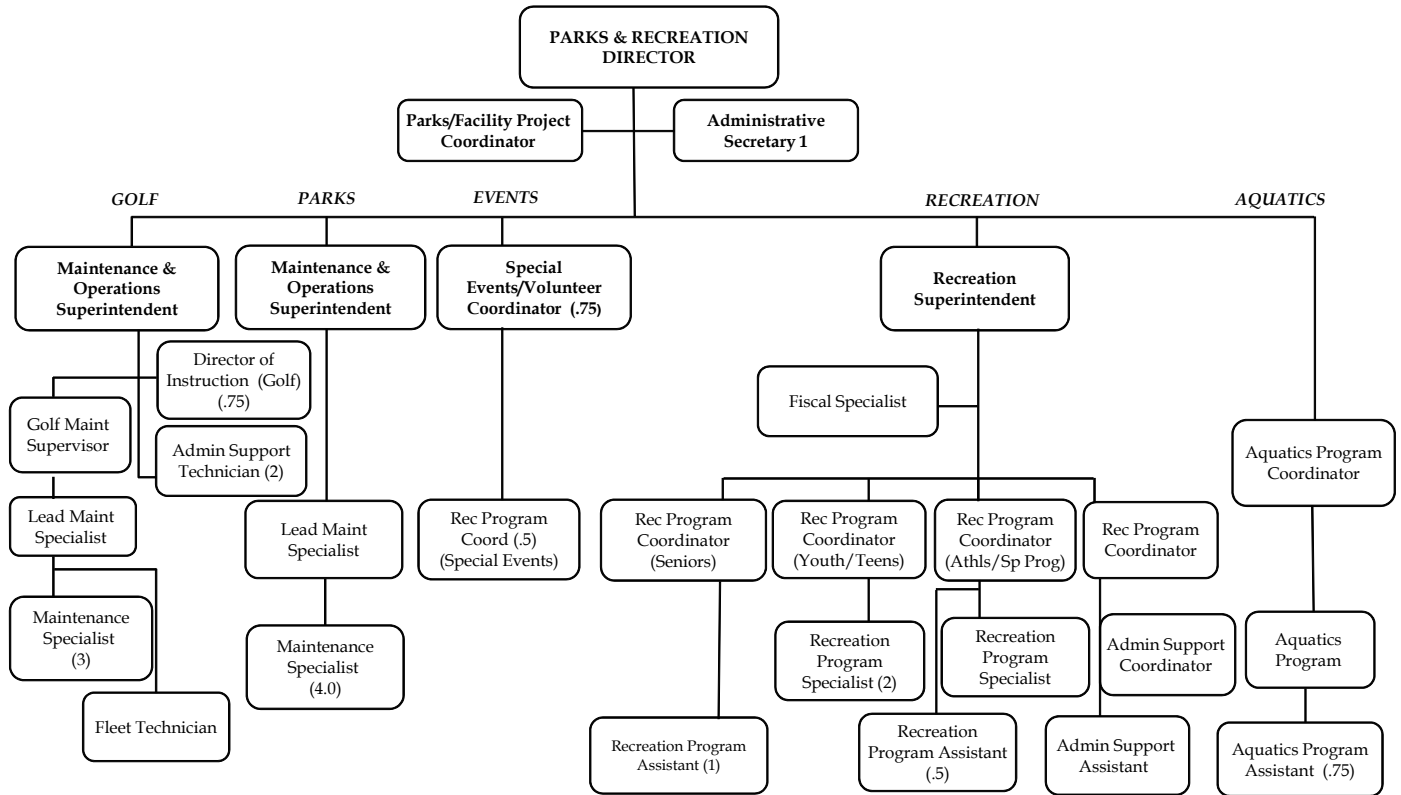 PARKS & RECREATION
DIRECTOR
Parks/Facility Project
Coordinator
Administrative
Secretary 1
GOLF
PARKS
EVENTS
RECREATION
AQUATICS
Maintenance &
Operations
Superintendent
Maintenance &
Operations
Superintendent
Special
Events/Volunteer
Coordinator (.75)
Recreation
Superintendent
Director of
Instruction (Golf)
(.75)
Golf Maint
Supervisor
Admin Support
Technician (2)
Fiscal Specialist
Aquatics Program
Coordinator
Lead Maint
Specialist
Lead Maint
Specialist
Rec Program
Coord (.5)
(Special Events)
Rec Program
Coordinator
(Seniors)
Rec Program
Coordinator
(Youth/Teens)
Rec Program
Coordinator
(Athls/Sp Prog)
Rec Program
Coordinator
Maintenance
Specialist
(3)
Maintenance
Specialist
(4.0)
Recreation
Program
Specialist (2)
Recreation
Program
Specialist
Admin Support
Coordinator
Aquatics
Program
Fleet Technician
Recreation Program
Assistant (1)
Recreation
Program Assistant
(.5)
Admin Support
Assistant
Aquatics Program
Assistant (.75)